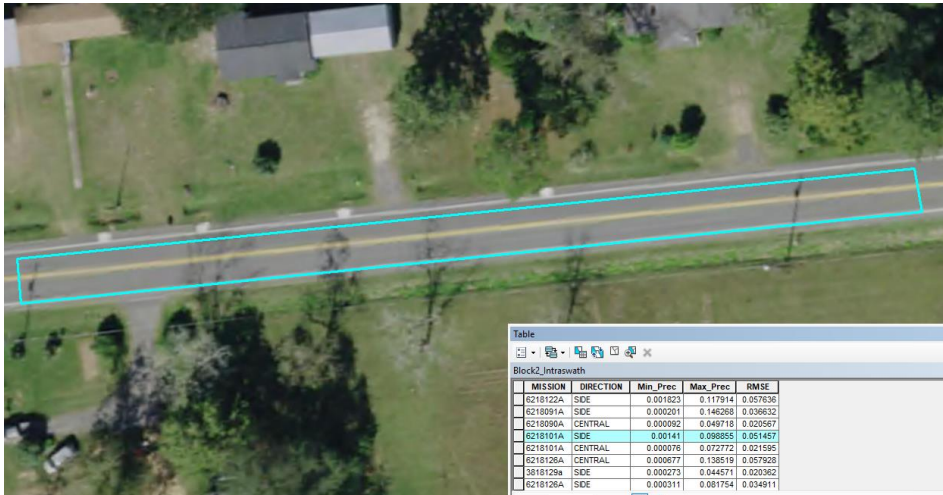 Table
Block2_Intraswath
MISSION DIRECTION Min_Prec Max_Prec RMSE
6218122A SIDE 0.001823 0.117914 0.057636
6218091A SIDE 0.000201 0.146268 0.036632
6218090A CENTRAL 0.000092 0.049718 0.020567
6218101A SIDE 0.00141 0.098855 0.051457
6218101A CENTRAL 0.000076 0.072772 0.021595
6218126A CENTRAL 0.000677 0.138519 0.057928
3818129a SIDE 0.000273 0.044571 0.020362
6218126A SIDE 0.000311 0.081754 0.034911